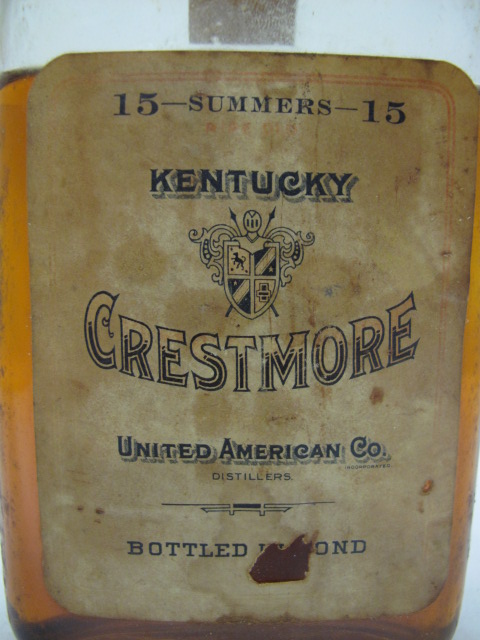 15—SUMMERS—15
KENTUCKY
CRESTMORE
UNITED AMERICAN CO.
INCORPORATED
DISTILLERS.
BOTTLED